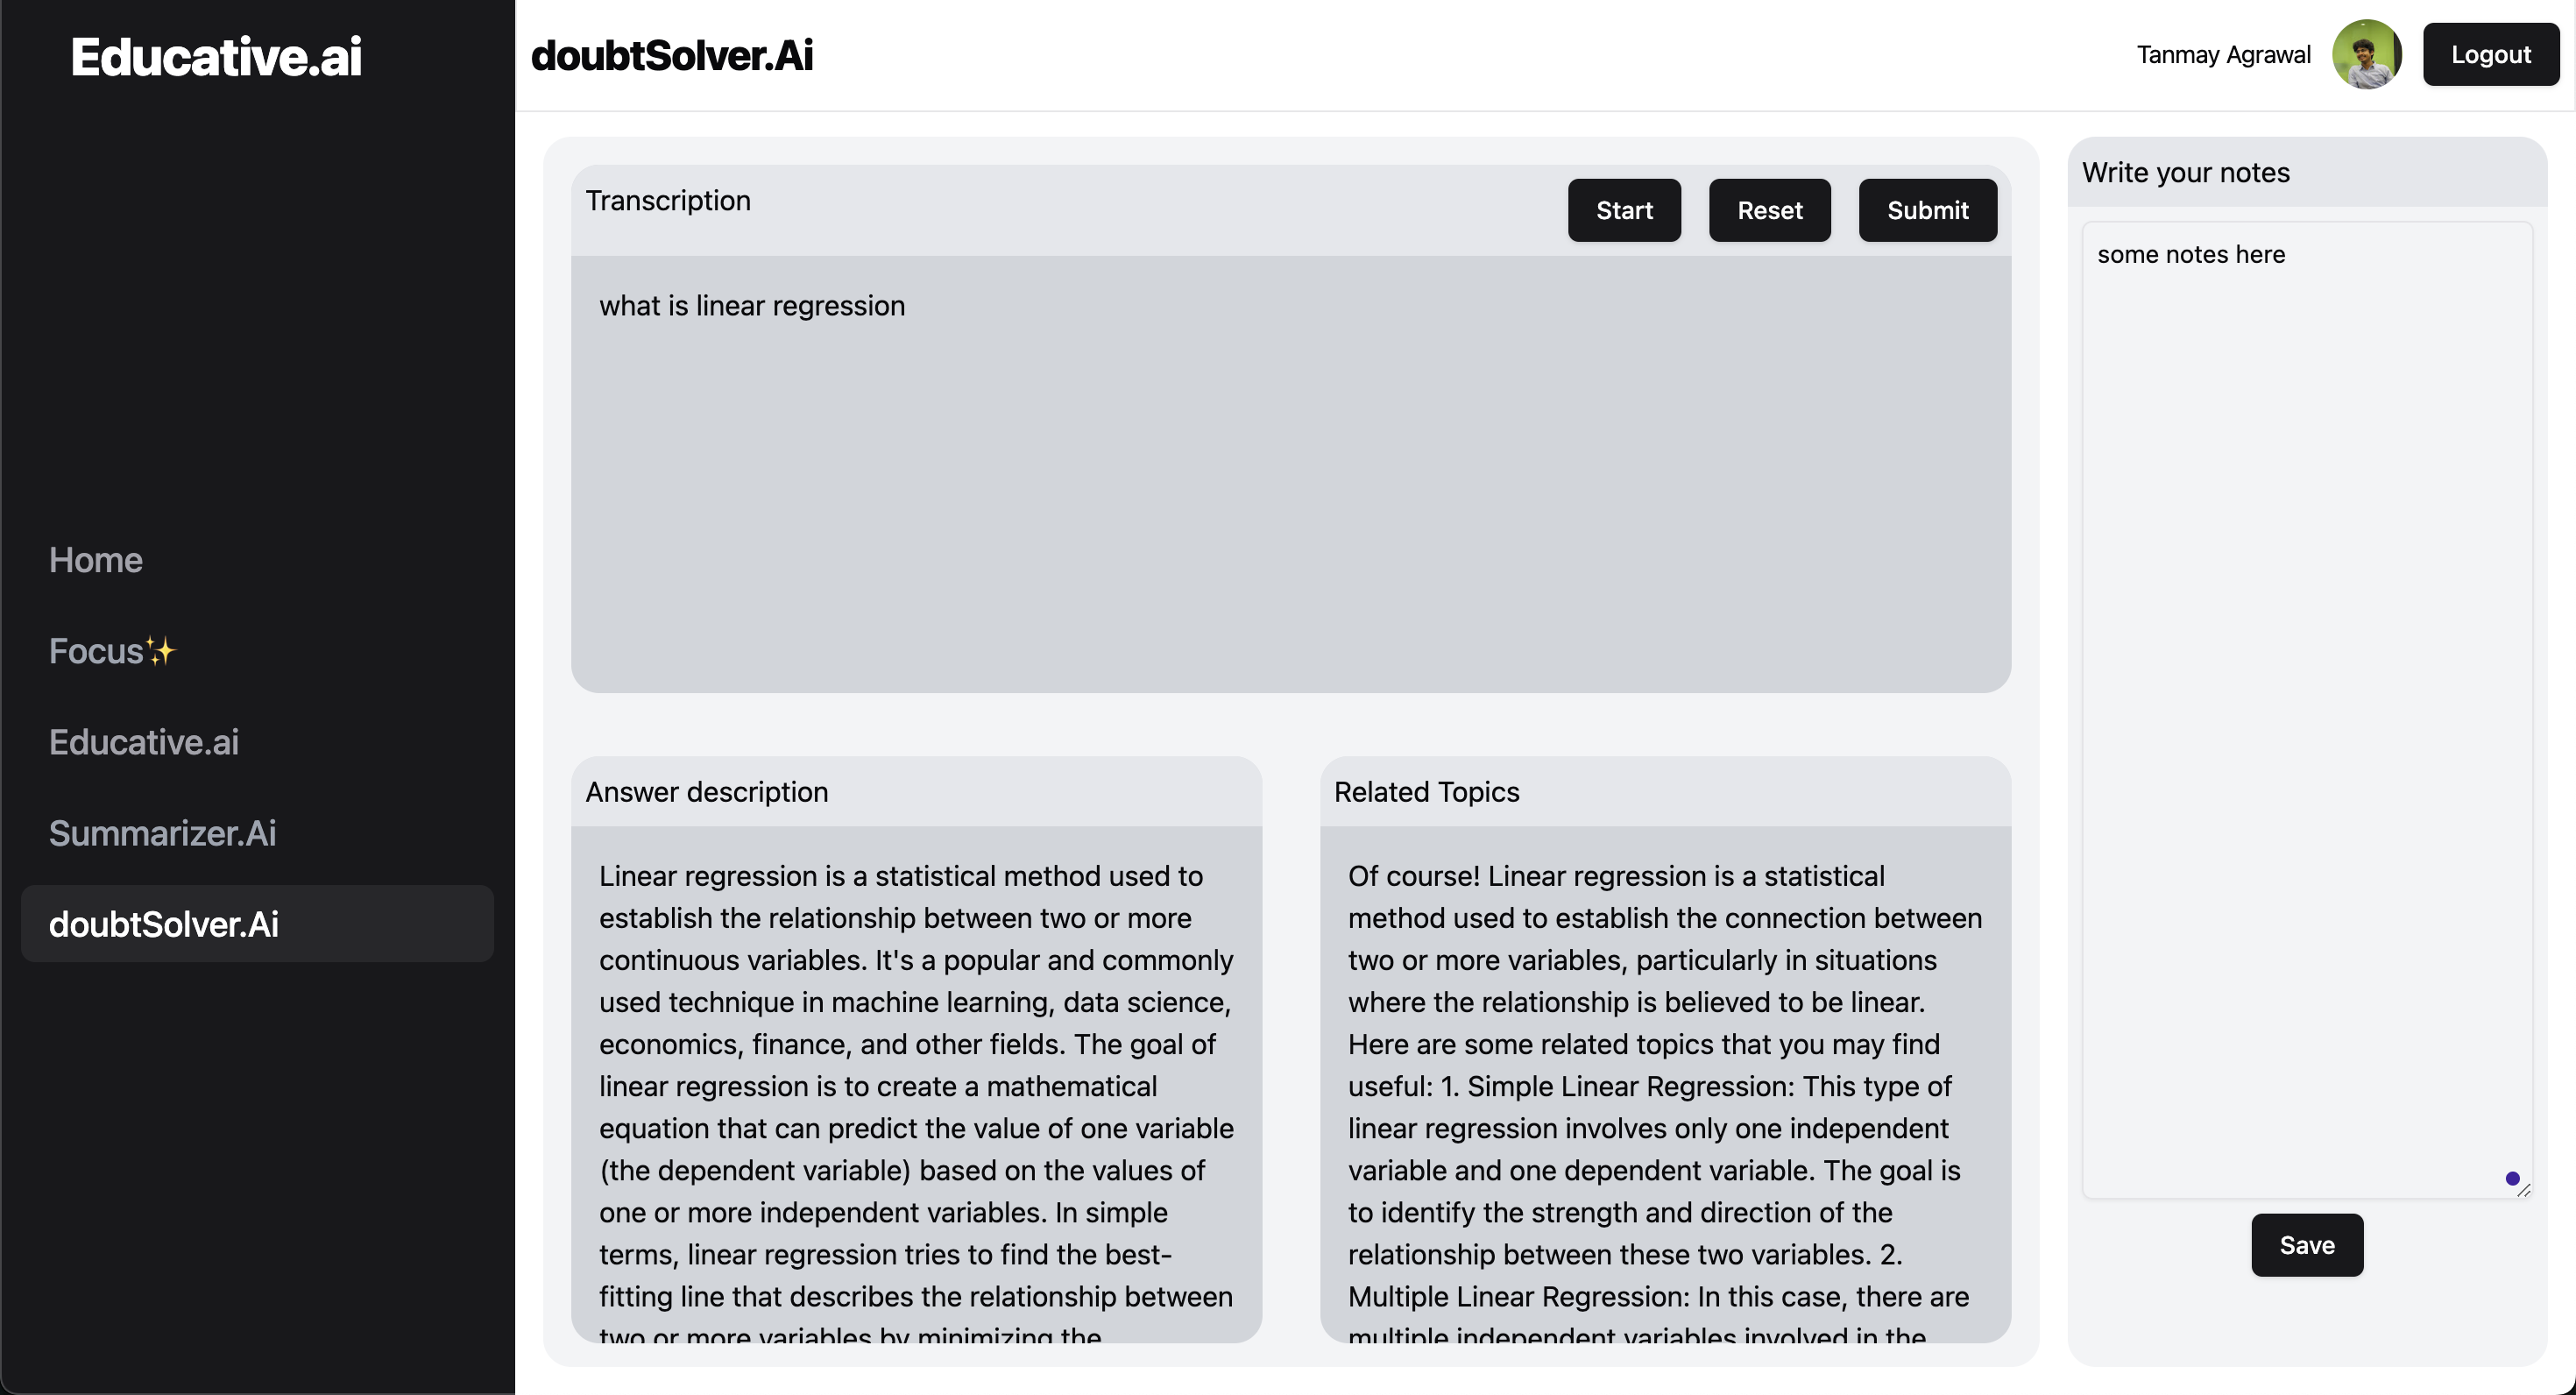 Educative.ai
Home
Focus✨
Educative.ai
Summarizer.Ai
doubtSolver.Ai
doubtSolver.Ai
Tanmay Agrawal
Logout
Transcription
Start
Reset
Submit
what is linear regression
Answer description
Linear regression is a statistical method used to
establish the relationship between two or more
continuous variables. It's a popular and commonly
used technique in machine learning, data science,
economics, finance, and other fields. The goal of
linear regression is to create a mathematical
equation that can predict the value of one variable
(the dependent variable) based on the values of
one or more independent variables. In simple
terms, linear regression tries to find the best-
fitting line that describes the relationship between
two or more variables by minimizing the
Related Topics
Of course! Linear regression is a statistical
method used to establish the connection between
two or more variables, particularly in situations
where the relationship is believed to be linear.
Here are some related topics that you may find
useful: 1. Simple Linear Regression: This type of
linear regression involves only one independent
variable and one dependent variable. The goal is
to identify the strength and direction of the
relationship between these two variables. 2.
Multiple Linear Regression: In this case, there are
multiple independent variables involved in the
Write your notes
some notes here
Save